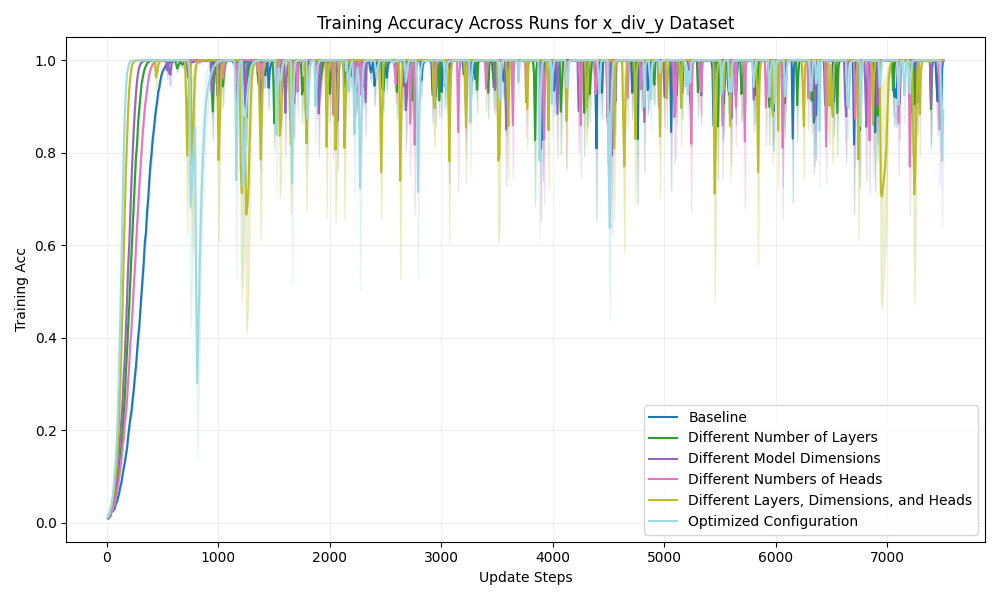 Training Accuracy Across Runs for x_div_y Dataset
1.0
0.8
0.6
0.4
0.2
0.0
Training Acc
0 1000 2000 3000 4000 5000 6000 7000
Update Steps
Baseline
Different Number of Layers
Different Model Dimensions
Different Numbers of Heads
Different Layers, Dimensions, and Heads
Optimized Configuration